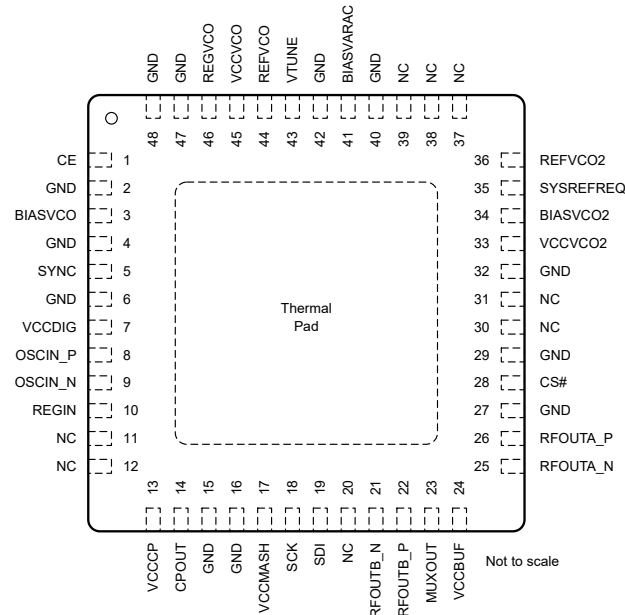 GND
GND
REGVCO
VCCVCO
REFVCO
VTUNE
GND
BIASVARAC
GND
NC
NC
NC
48
47
46
45
44
43
42
41
40
39
38
37
CE 1
GND 2
BIASVCO 3
GND 4
SYNC 5
GND 6
VCCDIG 7
OSCIN_P 8
OSCIN_N 9
REGIN 10
NC 11
NC 12
Thermal
Pad
36 REFVCO2
35 SYSREFREQ
34 BIASVCO2
33 VCCVCO2
32 GND
31 NC
30 NC
29 GND
28 CS#
27 GND
26 RFOUTA_P
25 RFOUTA_N
13
14
15
16
17
18
19
20
21
22
23
24
VCCCP
CPOUT
GND
GND
VCCMASH
SCK
SDI
NC
RFOUTB_N
RFOUTB_P
MUXOUT
VCCBUF
Not to scale